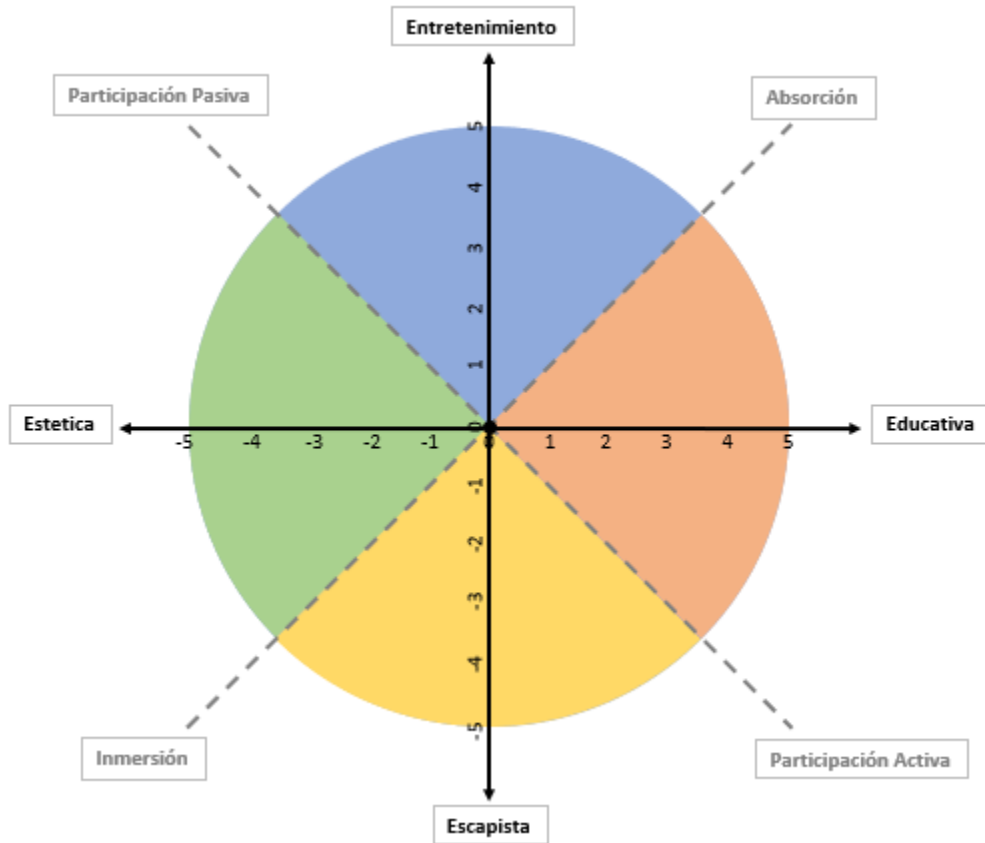 Entretenimiento
Participación Pasiva
Absorción
5
4
3
2
1
Estetica
Educativa
-5 -4 -3 -2 -1 0 1 2 3 4 5
0
-1
-2
-3
-4
-5
Inmersión
Participación Activa
Escapista